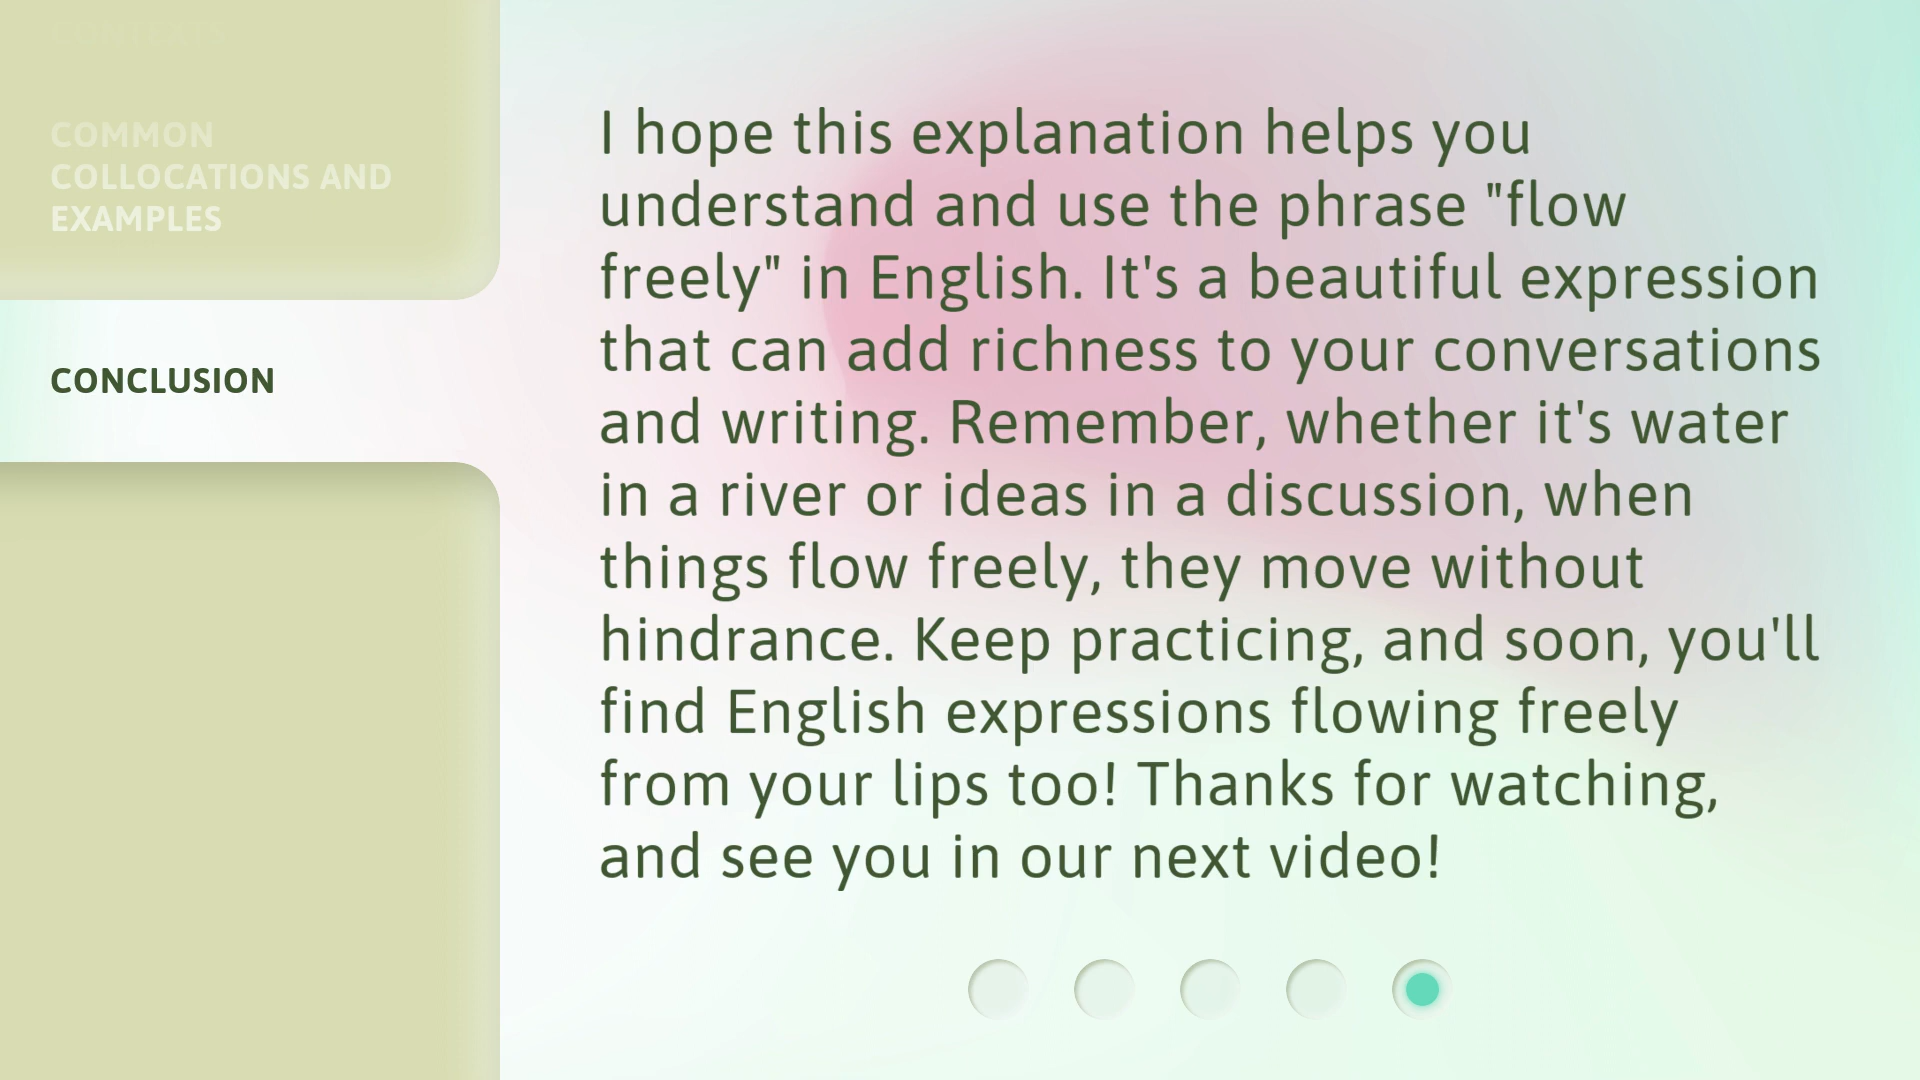 CONTEXTS
COMMON
COLLOCATIONS AND
EXAMPLES
CONCLUSION
I hope this explanation helps you
understand and use the phrase "flow
freely" in English. It's a beautiful expression
that can add richness to your conversations
and writing. Remember, whether it's water
in a river or ideas in a discussion, when
things flow freely, they move without
hindrance. Keep practicing, and soon, you'll
find English expressions flowing freely
from your lips too! Thanks for watching,
and see you in our next video!